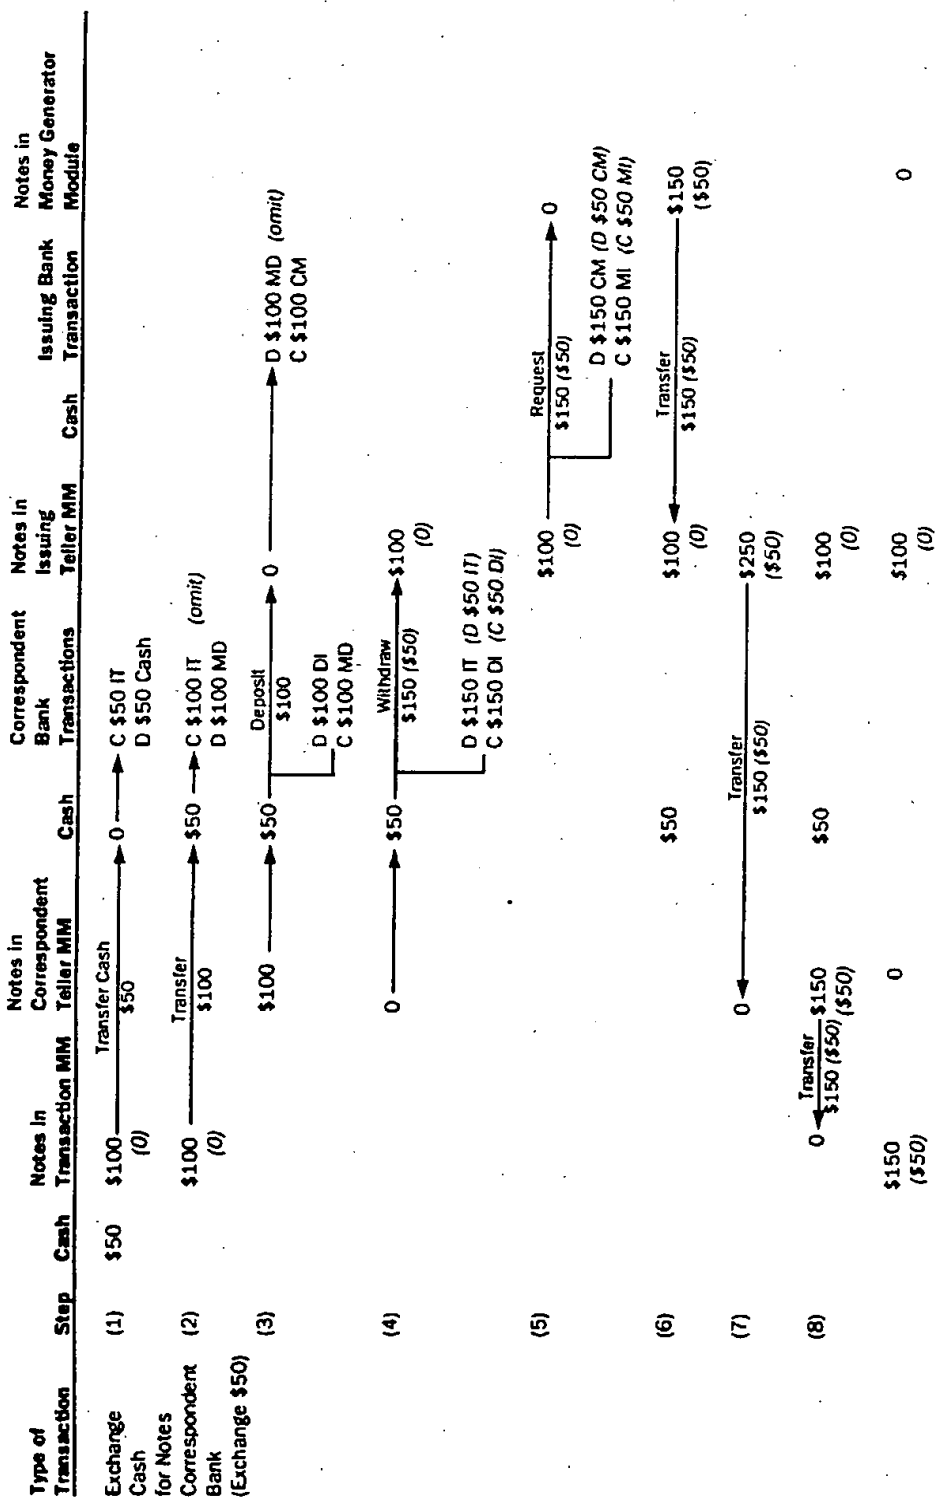 Type of Transaction Step Cash Notes in Transaction MM Notes in Correspondent Teller MM Cash Correspondent Bank Transactions Notes in Issuing Teller MM Cash Issuing Bank Transaction Notes in Money Generator Module
Exchange (1) $50 $100 Transfer Cash 0 C $50 IT
Cash (0) $50 D $50 Cash
for Notes
Correspondent (2) $100 Transfer $50 C $100 IT (omit)
Bank (0) $100 D $100 MD
(Exchange $50)
(3) $100 $50 Deposit 0 D $100 MD (omit)
$100 C $100 CM
D $100 DI
C $100 MD
(4) 0 $50 Withdraw $100
$150 ($50) (0)
D $150 IT (D $50 IT)
C $150 DI (C $50 DI)
(5) $100 Request 0
(0) $150 ($50)
D $150 CM (D $50 CM)
C $150 MI (C $50 MI)
(6) $50 $100 Transfer $150
(0) $150 ($50) ($50)
(7) 0 Transfer $250
$150 ($50) ($50)
(8) 0 Transfer $150 $50 $100
$150 ($50) ($50) (0)
$150 0 $100 0
($50) (0)